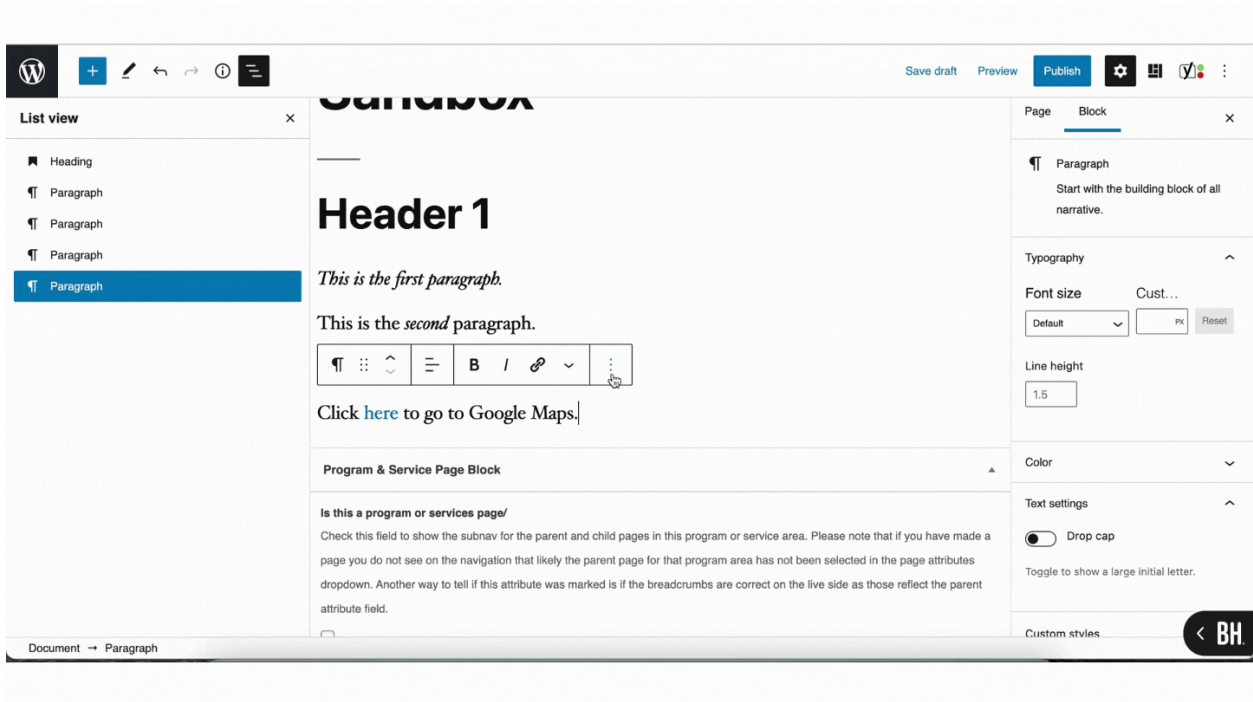 Save draft
Preview
Publish
List view
Heading
Paragraph
Paragraph
Paragraph
Paragraph
Sandbox
Header 1
This is the first paragraph.
This is the second paragraph.
B I
Click here to go to Google Maps.
Program & Service Page Block
Is this a program or services page/
Check this field to show the subnav for the parent and child pages in this program or service area. Please note that if you have made a
page you do not see on the navigation that likely the parent page for that program area has not been selected in the page attributes
dropdown. Another way to tell if this attribute was marked is if the breadcrumbs are correct on the live side as those reflect the parent
attribute field.
Page Block
Paragraph
Start with the building block of all
narrative.
Typography
Font size Cust...
Default PX Reset
Line height
1.5
Color
Text settings
Drop cap
Toggle to show a large initial letter.
Custom styles
BH.
Document → Paragraph